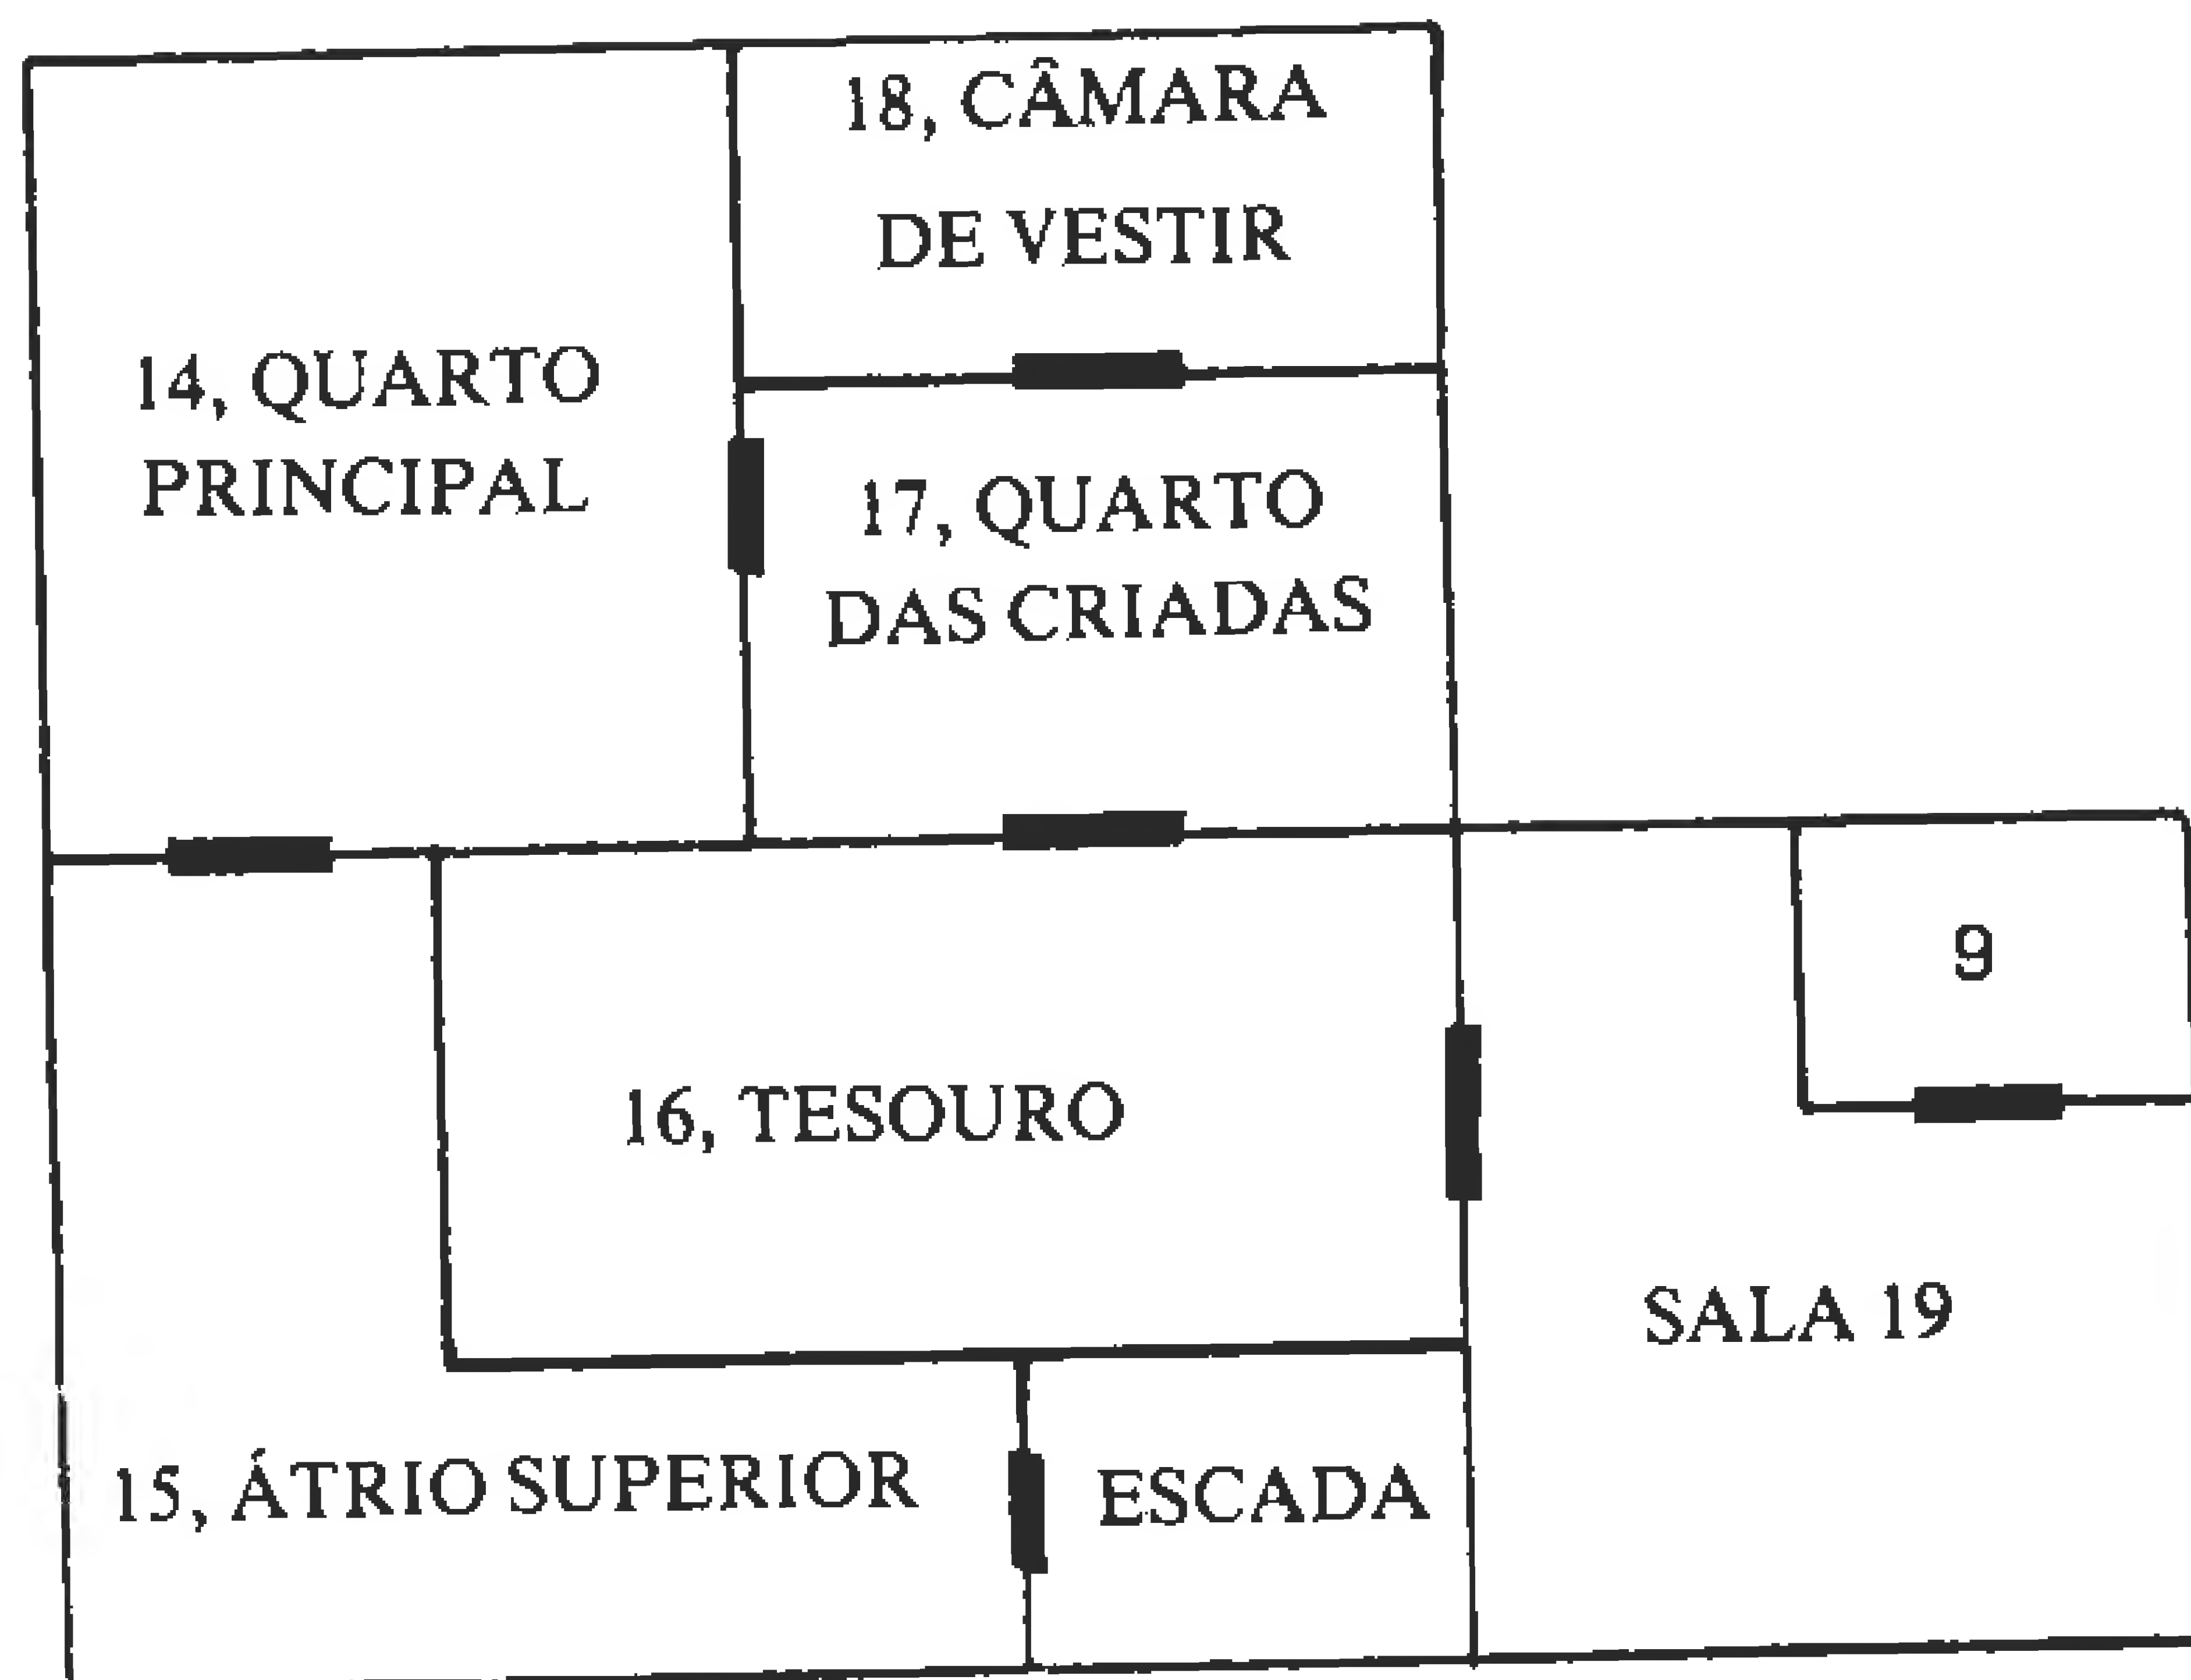 18, CÂMARA
DE VESTIR
14, QUARTO
PRINCIPAL
17, QUARTO
DAS CRIADAS
9
16, TESOURO
SALA 19
15, ÁTRIO SUPERIOR
ESCADA